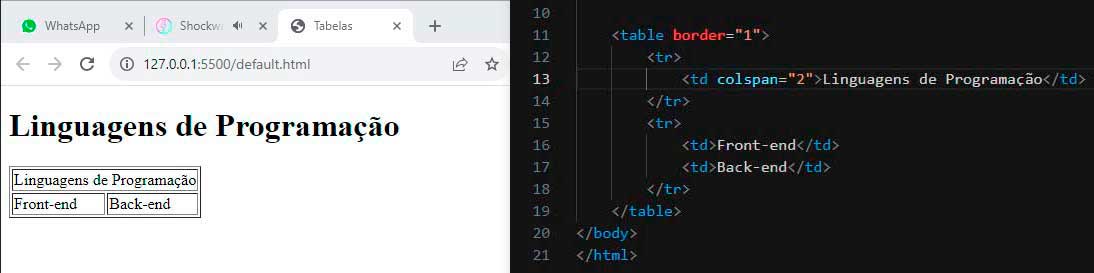 WhatsApp
Shockwa
Tabelas
127.0.0.1:5500/default.html
Linguagens de Programação
Linguagens de Programação
Front-end Back-end
10
11 <table border="1">
12 <tr>
13 <td colspan="2">Linguagens de Programação</td>
14 </tr>
15 <tr>
16 <td>Front-end</td>
17 <td>Back-end</td>
18 </tr>
19 </table>
20 </body>
21 </html>